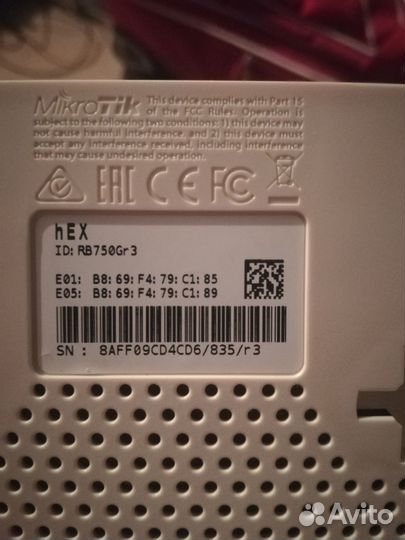 MikroTik This device complies with Part 15
of the FCC Rules. Operation is
subject to the following two conditions: 1) this device may
not cause harmful interference, and 2) this device must
accept any interference received, including interference
that may cause undesired operation.
EAC CE FC
hEX
ID: RB750Gr3
E01: B8:69:F4:79:C1:85
E05: B8:69:F4:79:C1:89
SN : 8AFF09CD4CD6/835/r3
Avito